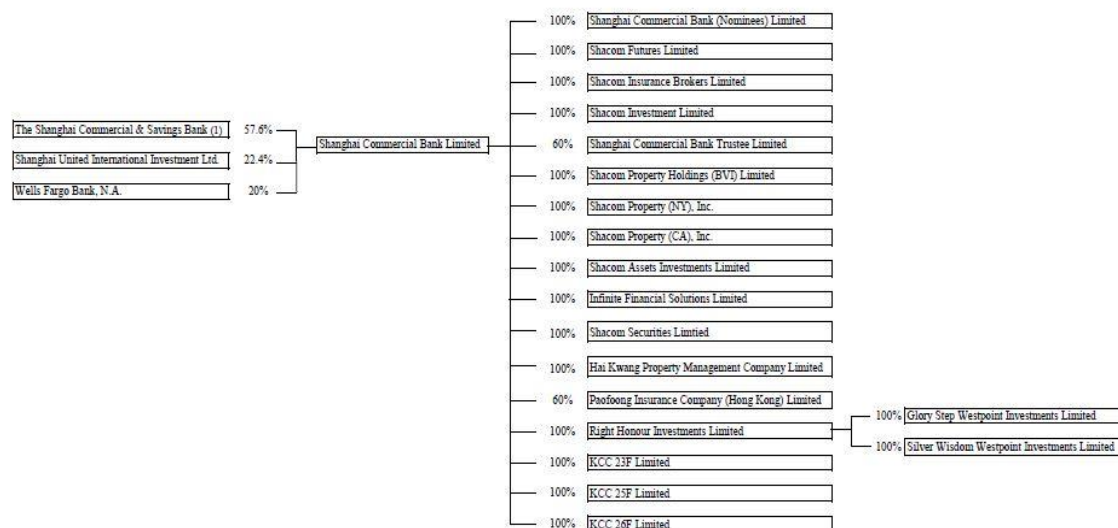 100% Shanghai Commercial Bank (Nominees) Limited
100% Shacom Futures Limited
100% Shacom Insurance Brokers Limited
100% Shacom Investment Limited
The Shanghai Commercial & Savings Bank (1) 57.6%
Shanghai Commercial Bank Limited
60% Shanghai Commercial Bank Trustee Limited
Shanghai United International Investment Ltd. 22.4%
100% Shacom Property Holdings (BVI) Limited
Wells Fargo Bank, N.A. 20%
100% Shacom Property (NY), Inc.
100% Shacom Property (CA), Inc.
100% Shacom Assets Investments Limited
100% Infinite Financial Solutions Limited
100% Shacom Securities Limtied
100% Hai Kwang Property Management Company Limited
60% Paofoong Insurance Company (Hong Kong) Limited
100% Glory Step Westpoint Investments Limited
100% Right Honour Investments Limited
100% Silver Wisdom Westpoint Investments Limited
100% KCC 23F Limited
100% KCC 25F Limited
100% KCC 26F Limited